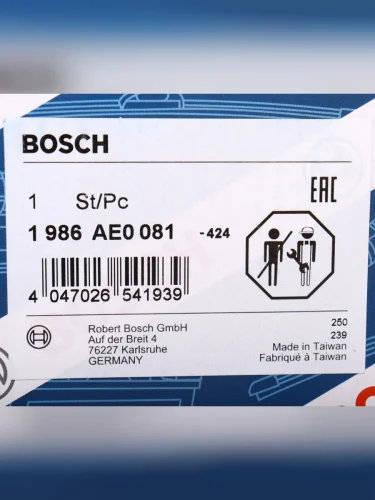 BOSCH
1 St/Pc
EAC
1 986 AE0 081 -424
4 047026 541939
Robert Bosch GmbH
Auf der Breit 4
76227 Karlsruhe
GERMANY
250
239
Made in Taiwan
Fabriqué à Taiwan